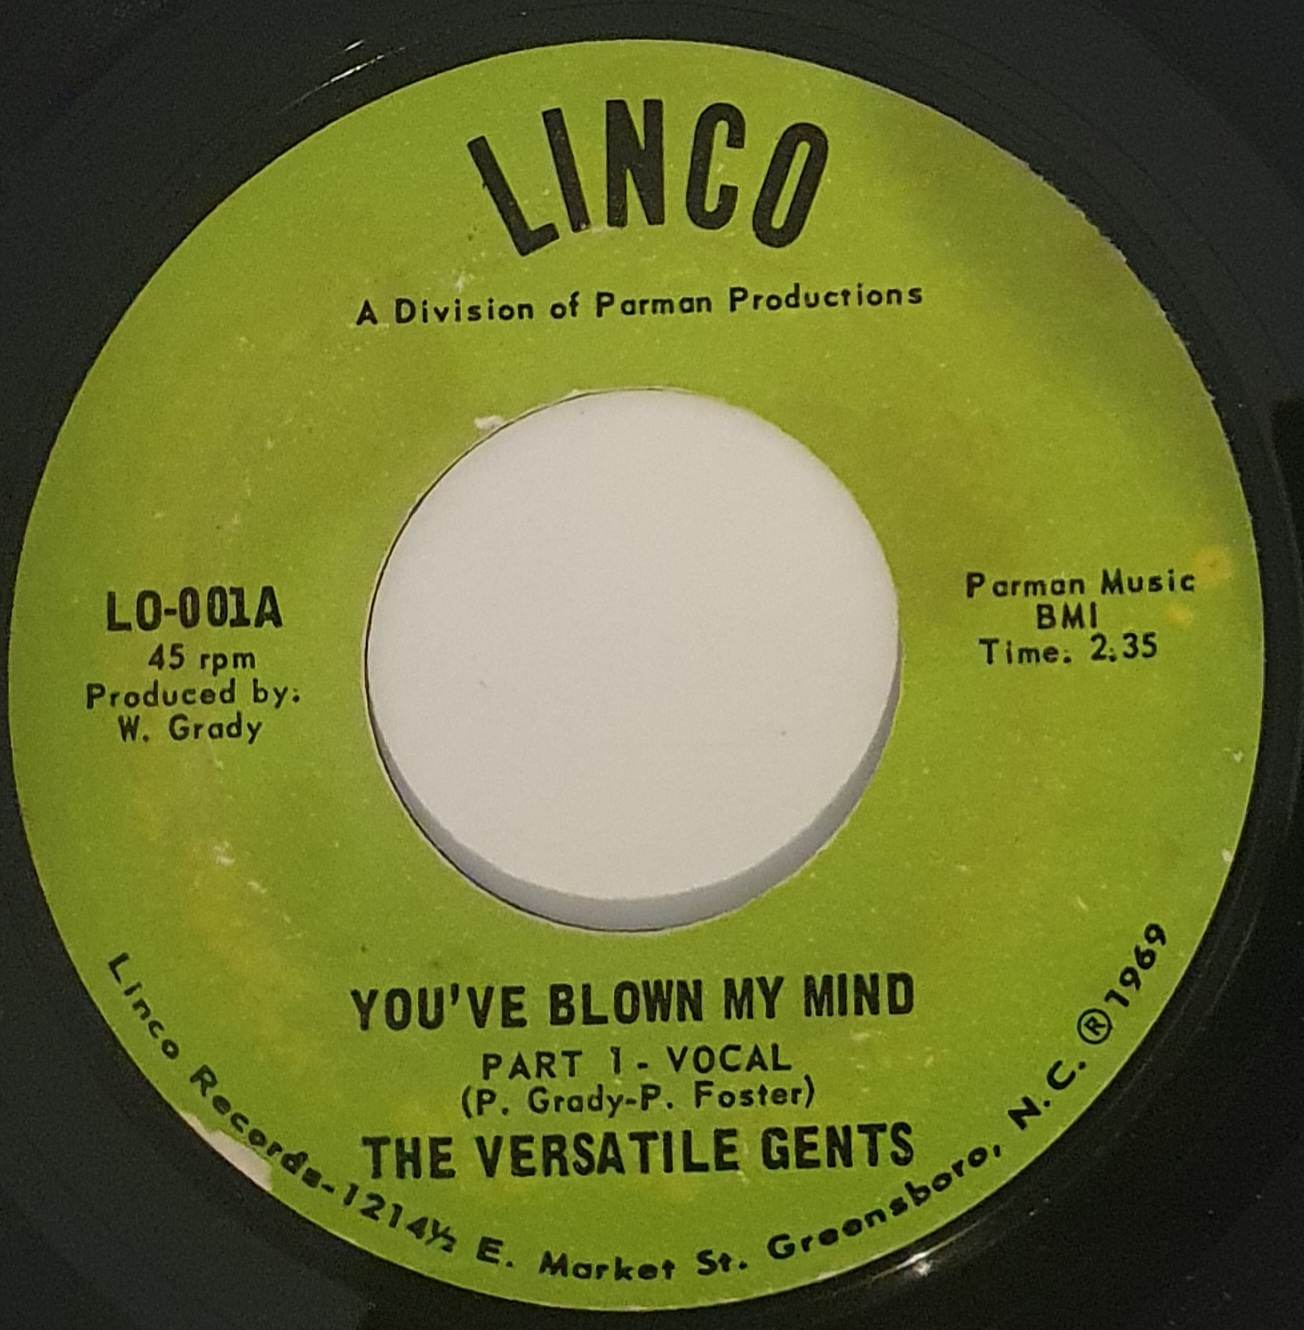 LINCO
A Division of Parman Productions
LO-001A
45 rpm
Produced by:
W. Grady
Parman Music
BMI
Time: 2:35
YOU'VE BLOWN MY MIND
PART 1 - VOCAL
(P. Grady-P. Foster)
THE VERSATILE GENTS
Linco Records-1214½ E. Market St. Greensboro, N.C. ®1969